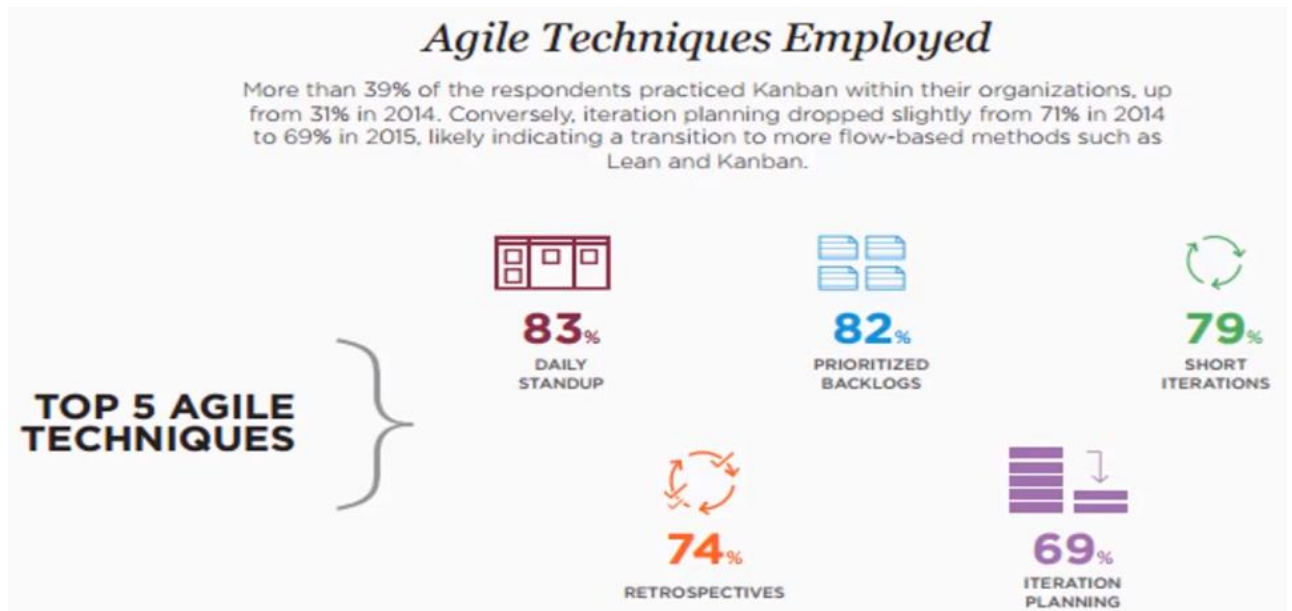 Agile Techniques Employed
More than 39% of the respondents practiced Kanban within their organizations, up
from 31% in 2014. Conversely, iteration planning dropped slightly from 71% in 2014
to 69% in 2015, likely indicating a transition to more flow-based methods such as
Lean and Kanban.
TOP 5 AGILE
TECHNIQUES
83%
DAILY
STANDUP
82%
PRIORITIZED
BACKLOGS
79%
SHORT
ITERATIONS
74%
RETROSPECTIVES
69%
ITERATION
PLANNING